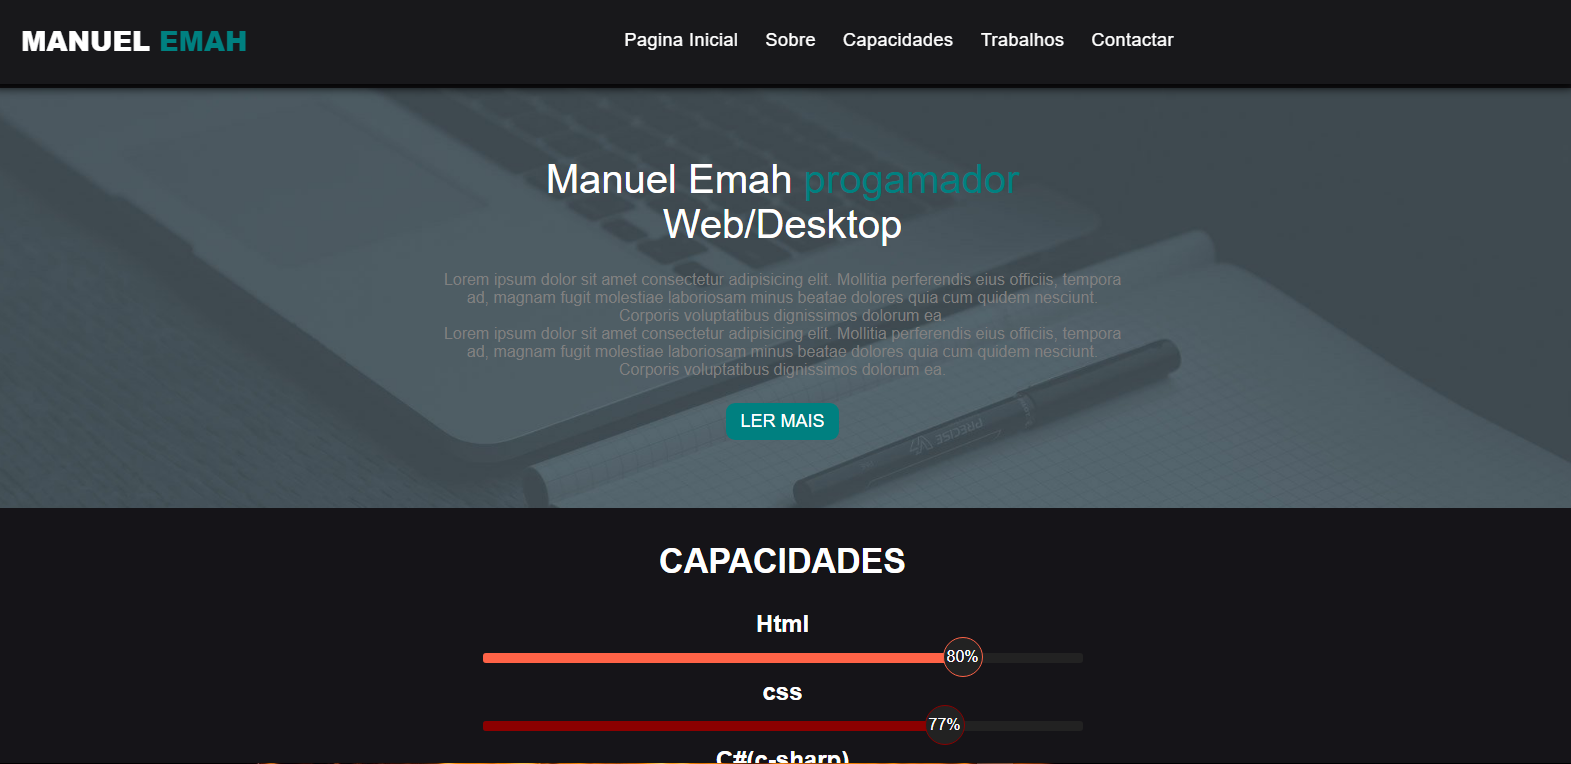 MANUEL EMAH
Pagina Inicial Sobre Capacidades Trabalhos Contactar
Manuel Emah progamador
Web/Desktop
Lorem ipsum dolor sit amet consectetur adipisicing elit. Mollitia perferendis eius officiis, tempora
ad, magnam fugit molestiae laboriosam minus beatae dolores quia cum quidem nesciunt.
Corporis voluptatibus dignissimos dolorum ea.
Lorem ipsum dolor sit amet consectetur adipisicing elit. Mollitia perferendis eius officiis, tempora
ad, magnam fugit molestiae laboriosam minus beatae dolores quia cum quidem nesciunt.
Corporis voluptatibus dignissimos dolorum ea.
LER MAIS
PRECISE V7
CAPACIDADES
Html
80%
css
77%
C#(c-sharp)